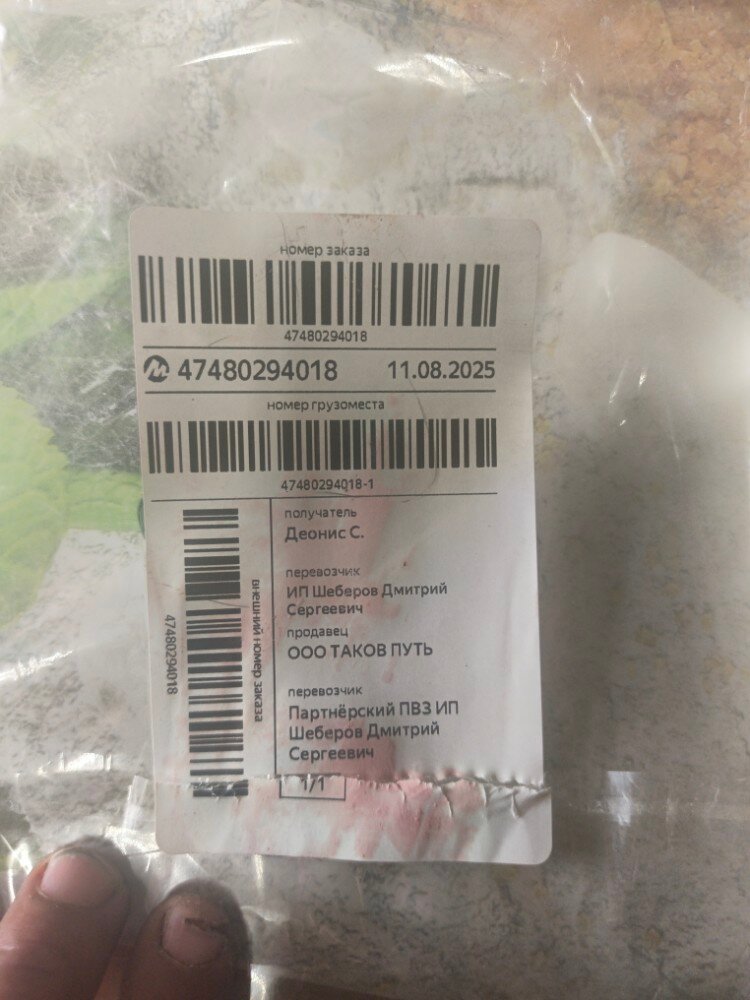 номер заказа
47480294018
47480294018 11.08.2025
номер грузоместа
47480294018-1
получатель
Деонис С.
перевозчик
ИП Шеберов Дмитрий
Сергеевич
продавец
ООО ТАКОВ ПУТЬ
перевозчик
Партнёрский ПВЗ ИП
Шеберов Дмитрий
Сергеевич
1/1
внешний номер заказа
47480294018